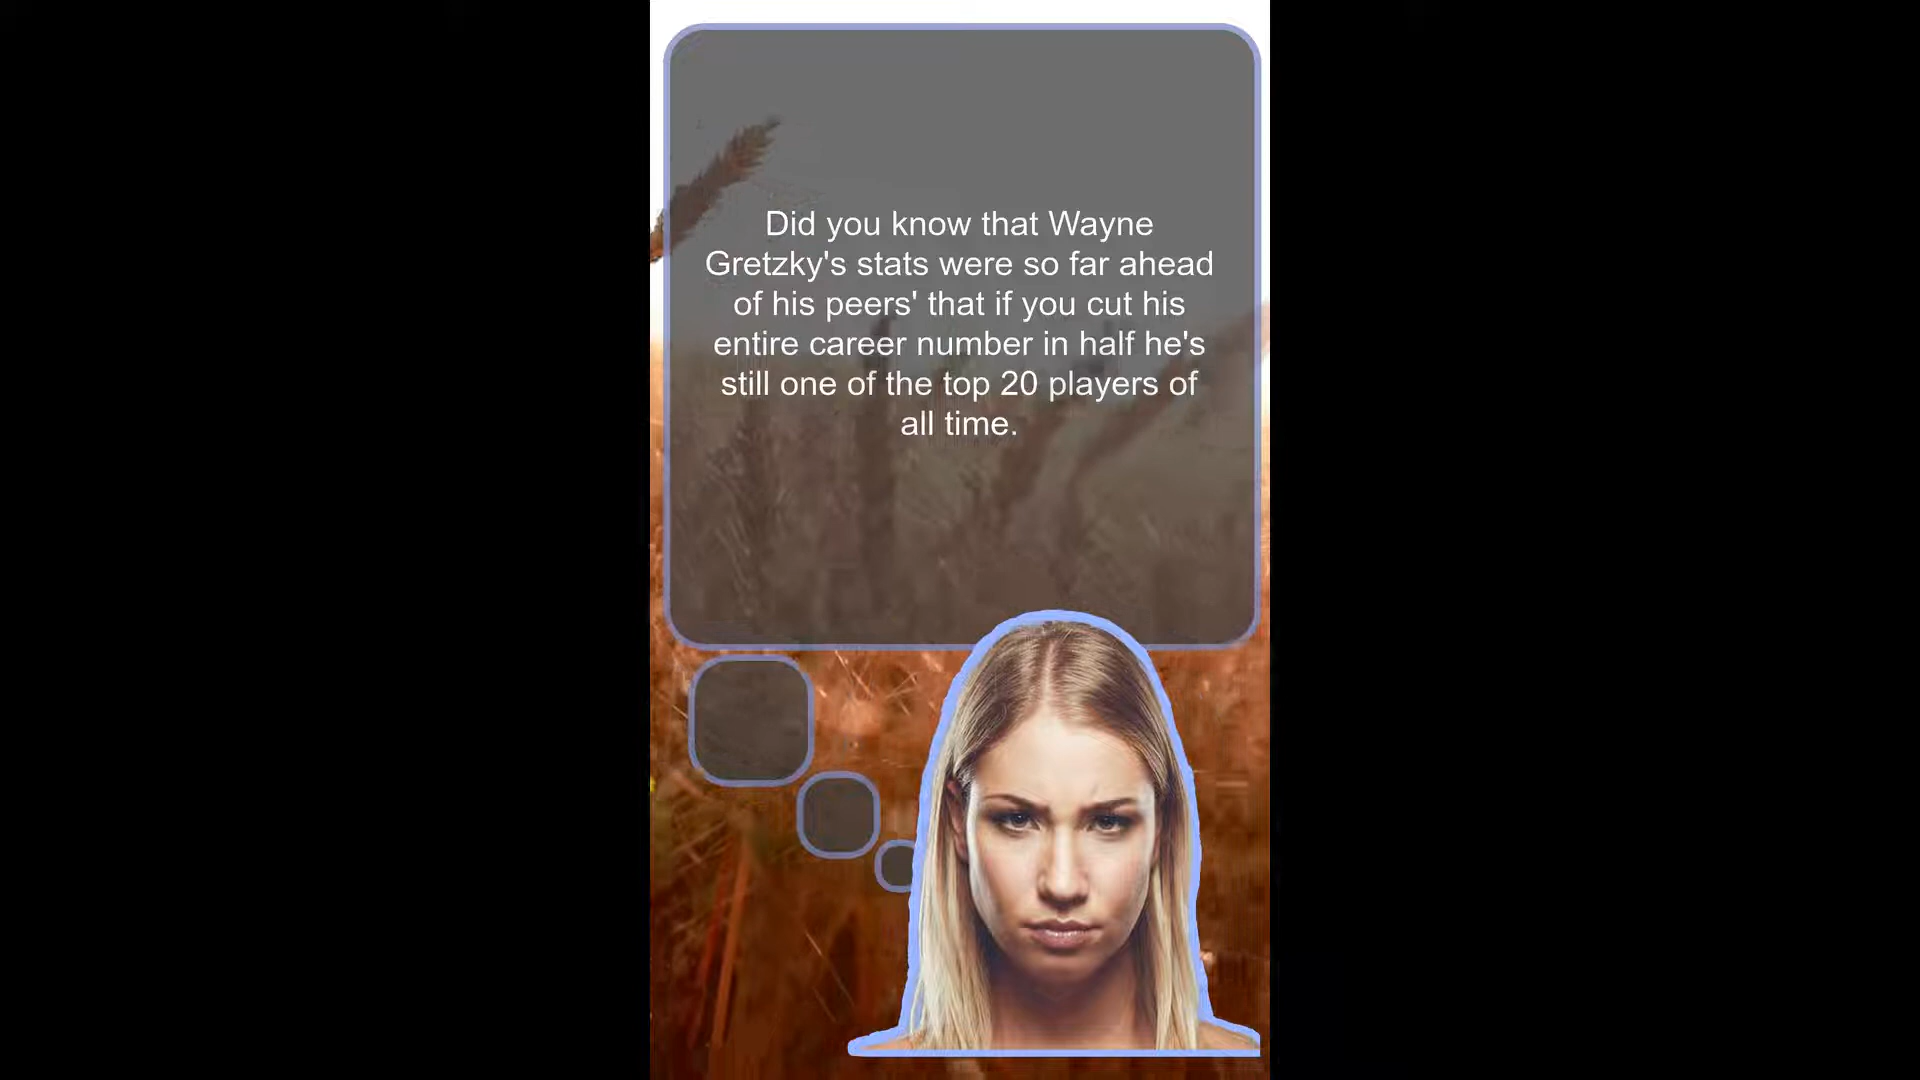 Did you know that Wayne
Gretzky's stats were so far ahead
of his peers' that if you cut his
entire career number in half he's
still one of the top 20 players of
all time.